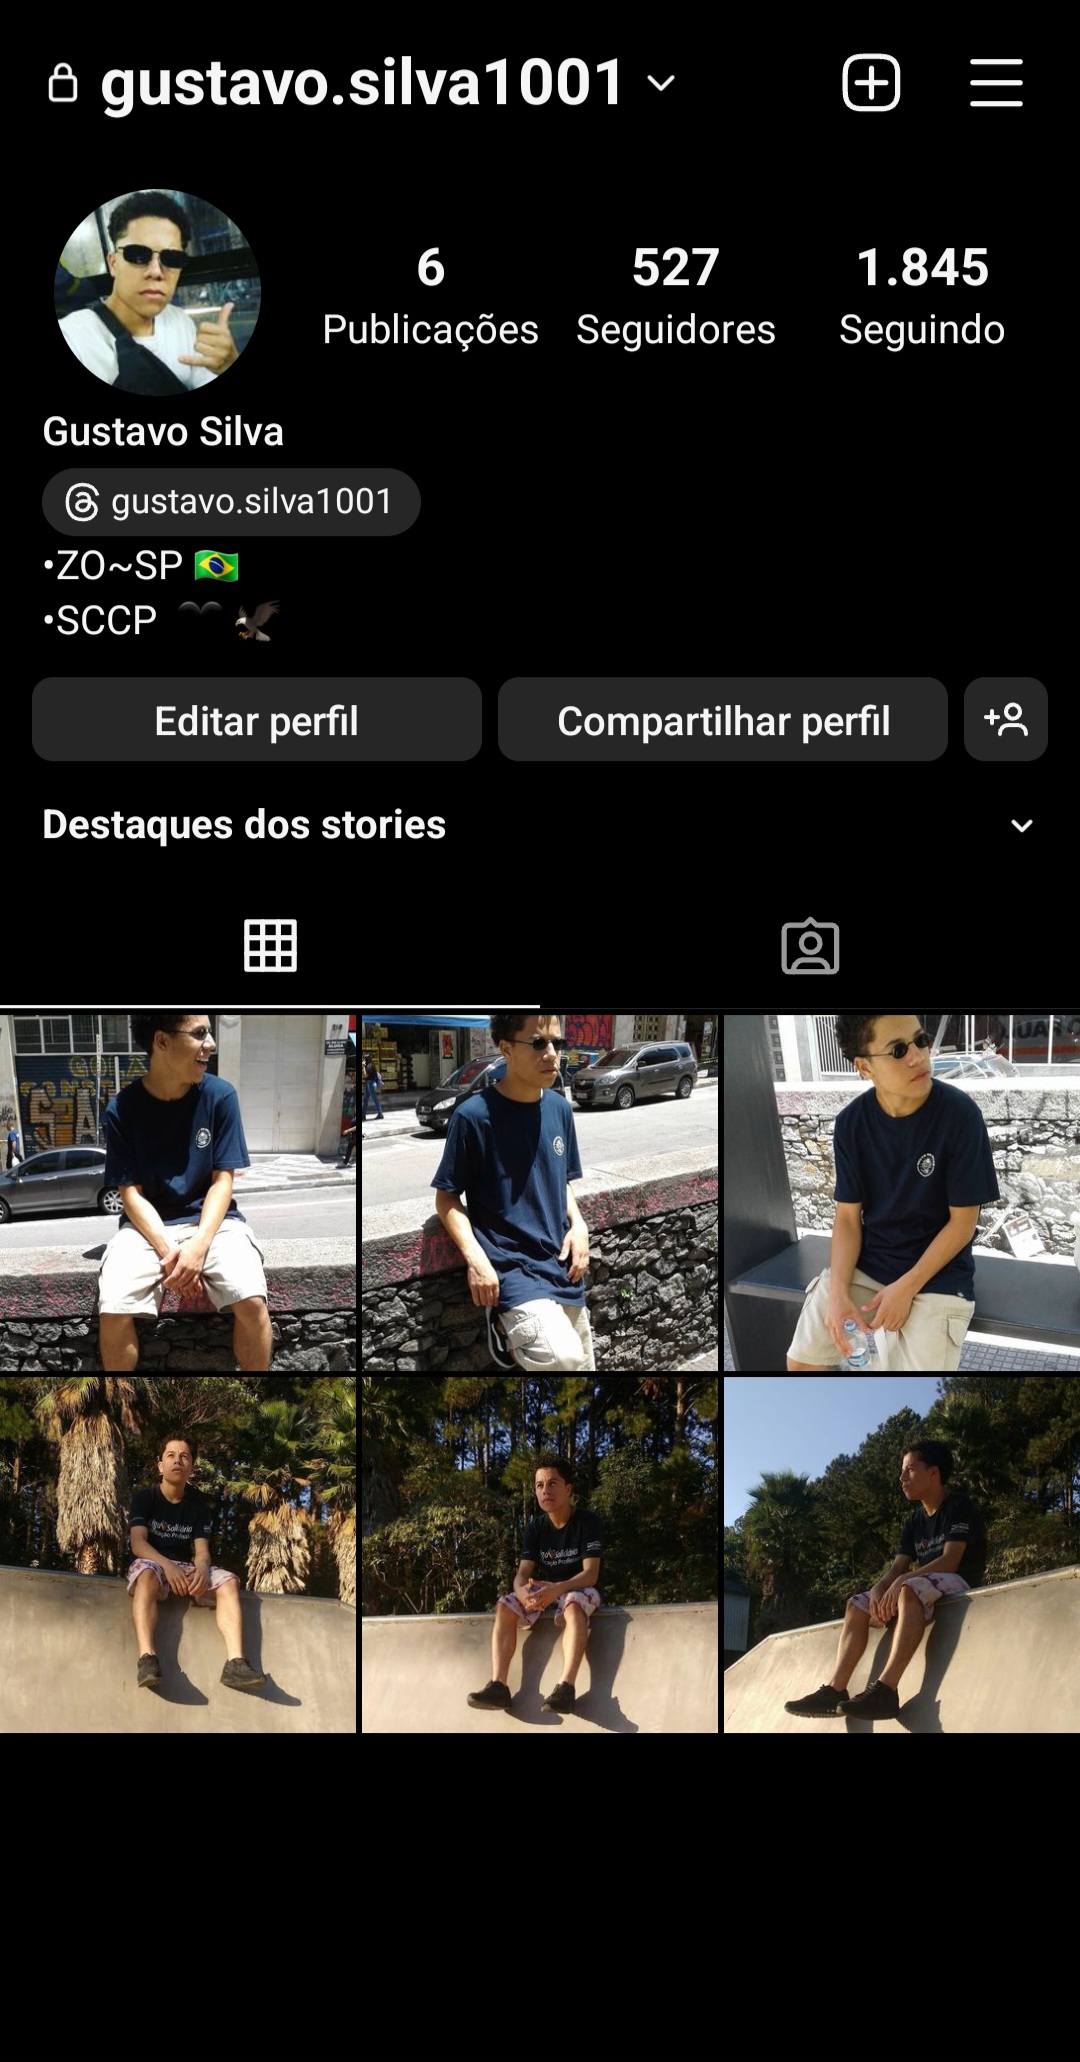 gustavo.silva1001
6 527 1.845
Publicações Seguidores Seguindo
Gustavo Silva
gustavo.silva1001
•ZO~SP 🇧🇷
•SCCP 🖤🦅
Editar perfil Compartilhar perfil
Destaques dos stories